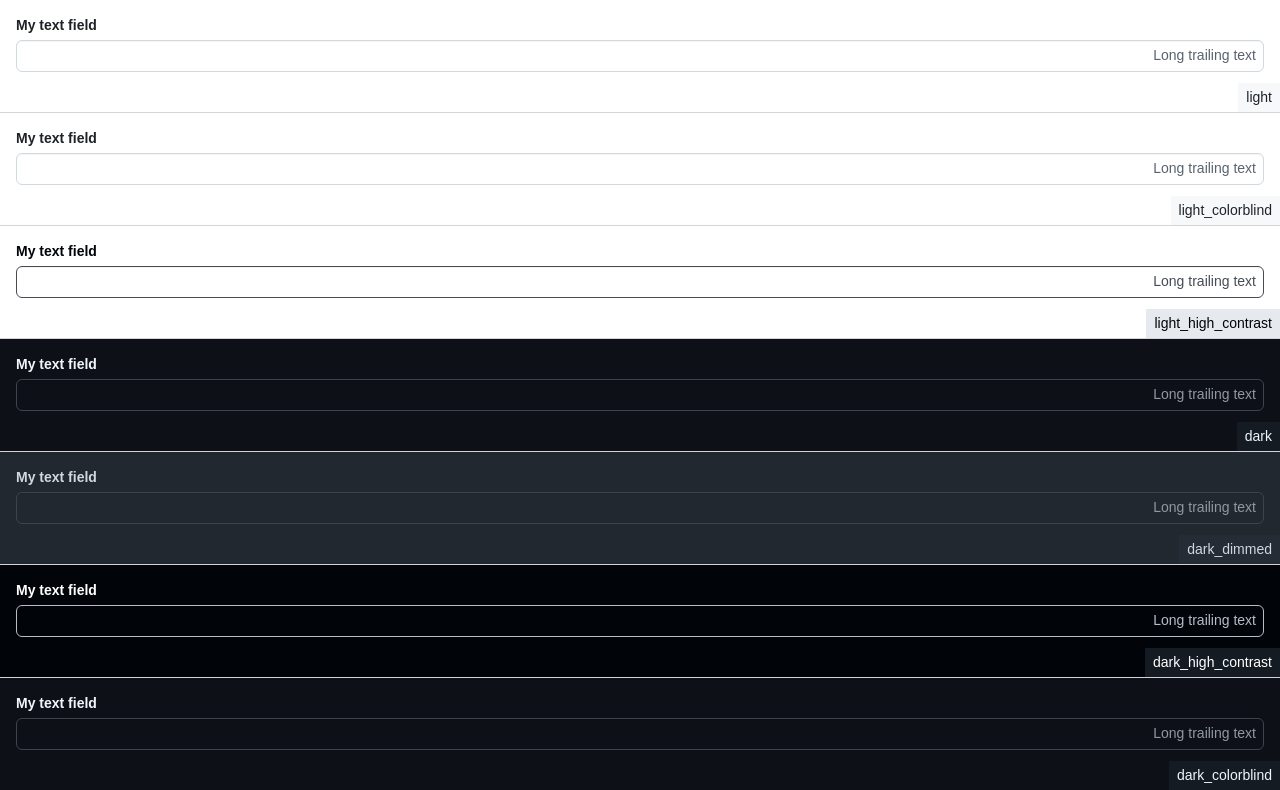 My text field
Long trailing text
light
My text field
Long trailing text
light_colorblind
My text field
Long trailing text
light_high_contrast
My text field
Long trailing text
dark
My text field
Long trailing text
dark_dimmed
My text field
Long trailing text
dark_high_contrast
My text field
Long trailing text
dark_colorblind